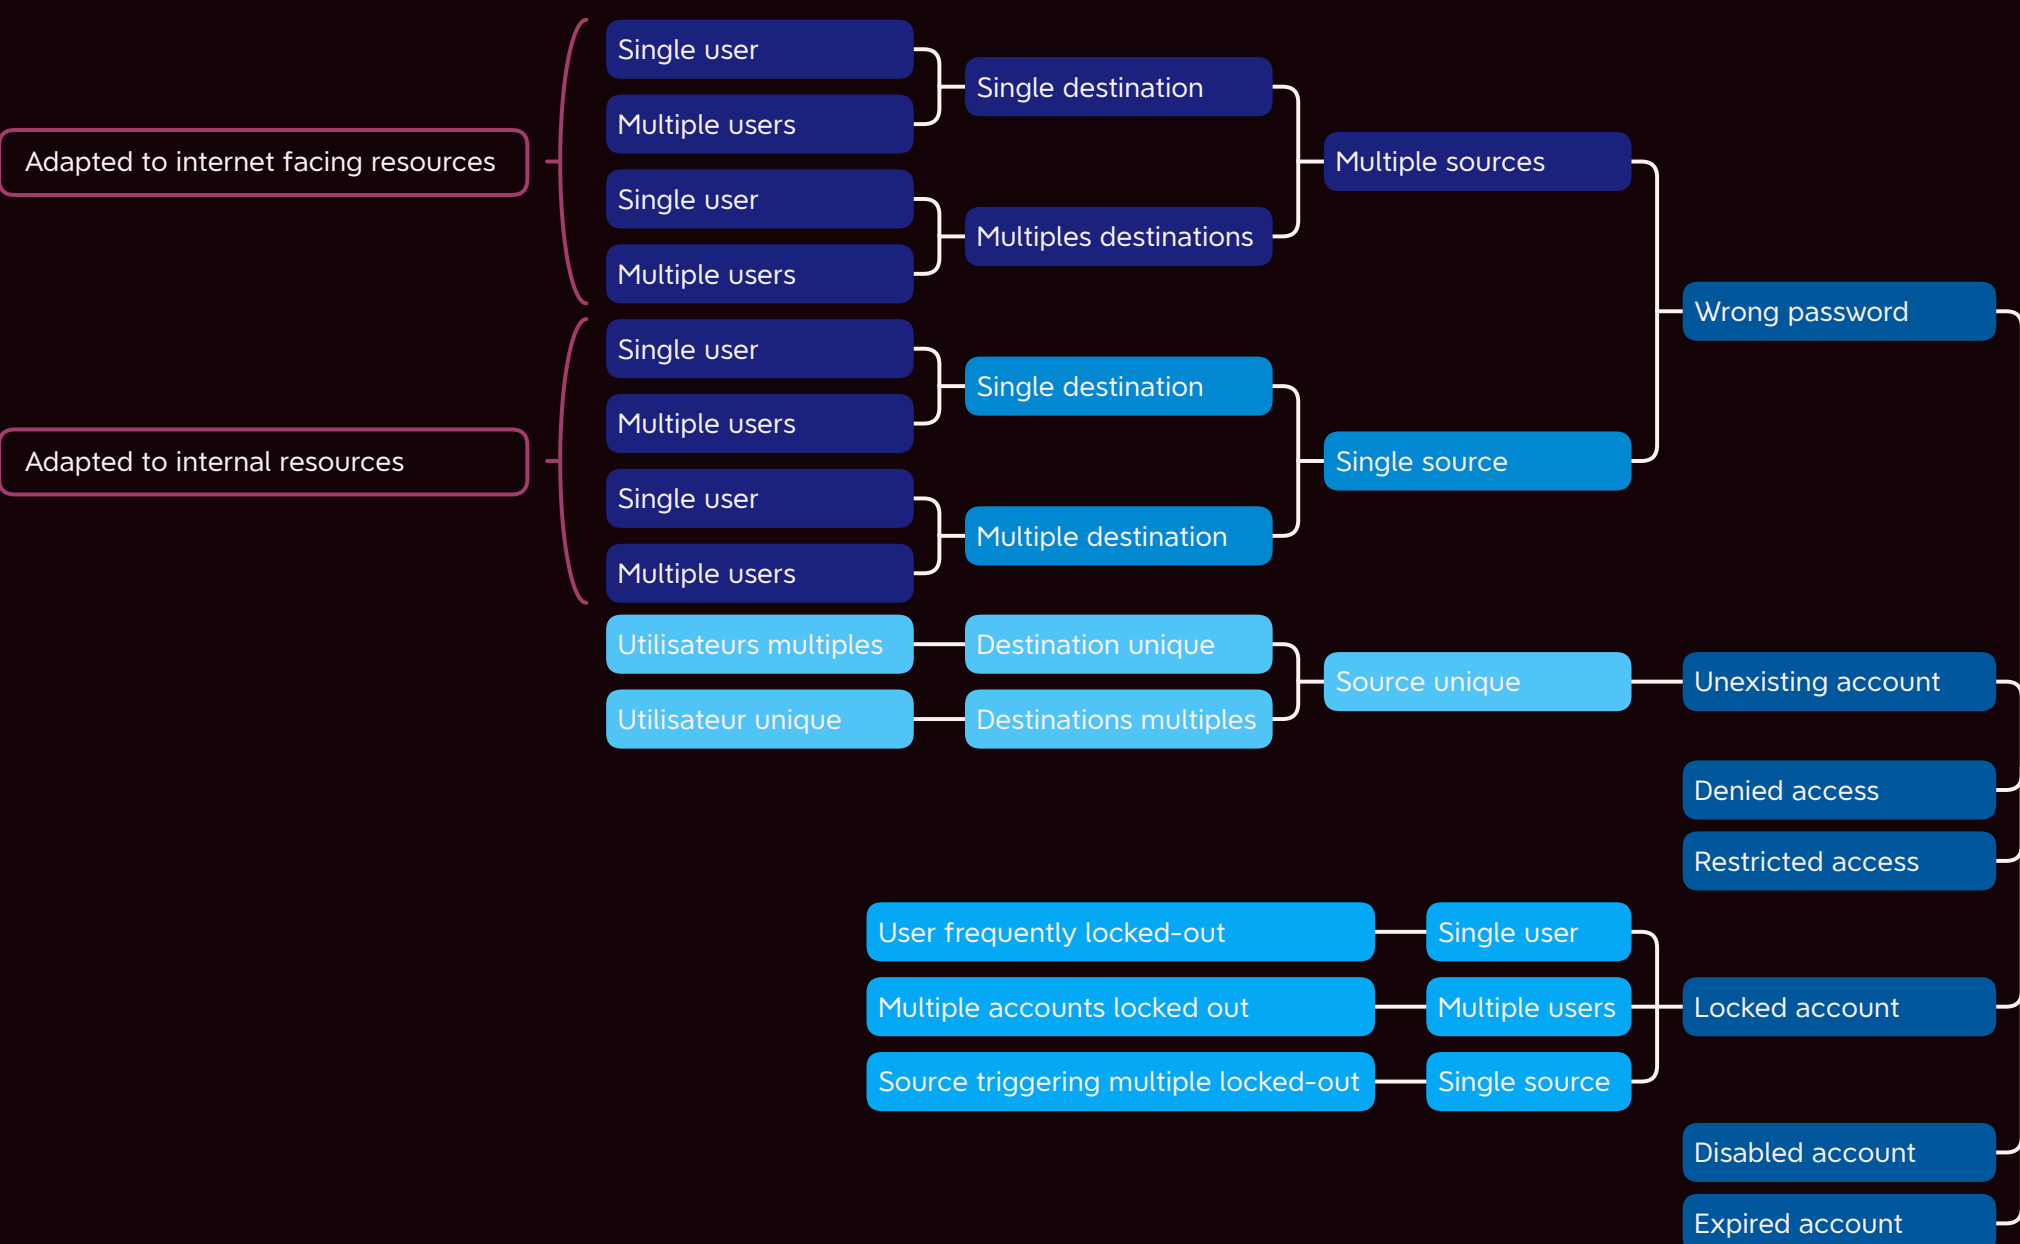 Single user
Single destination
Multiple users
Adapted to internet facing resources
Multiple sources
Single user
Multiples destinations
Multiple users
Wrong password
Single user
Single destination
Multiple users
Adapted to internal resources
Single source
Single user
Multiple destination
Multiple users
Utilisateurs multiples
Destination unique
Source unique
Unexisting account
Utilisateur unique
Destinations multiples
Denied access
Restricted access
User frequently locked-out
Single user
Multiple accounts locked out
Multiple users
Locked account
Source triggering multiple locked-out
Single source
Disabled account
Expired account